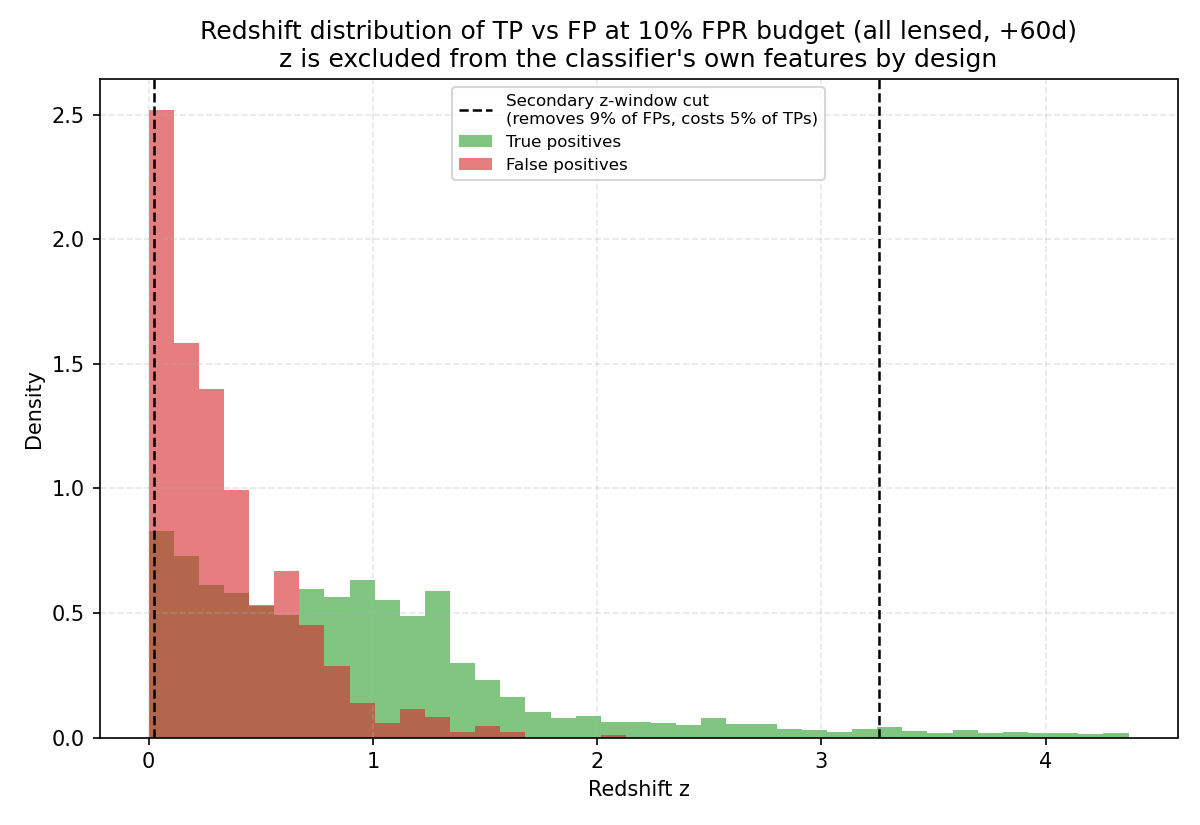 Redshift distribution of TP vs FP at 10% FPR budget (all lensed, +60d)
z is excluded from the classifier's own features by design
Secondary z-window cut
(removes 9% of FPs, costs 5% of TPs)
True positives
False positives
2.5
2.0
1.5
1.0
0.5
0.0
Density
0 1 2 3 4
Redshift z